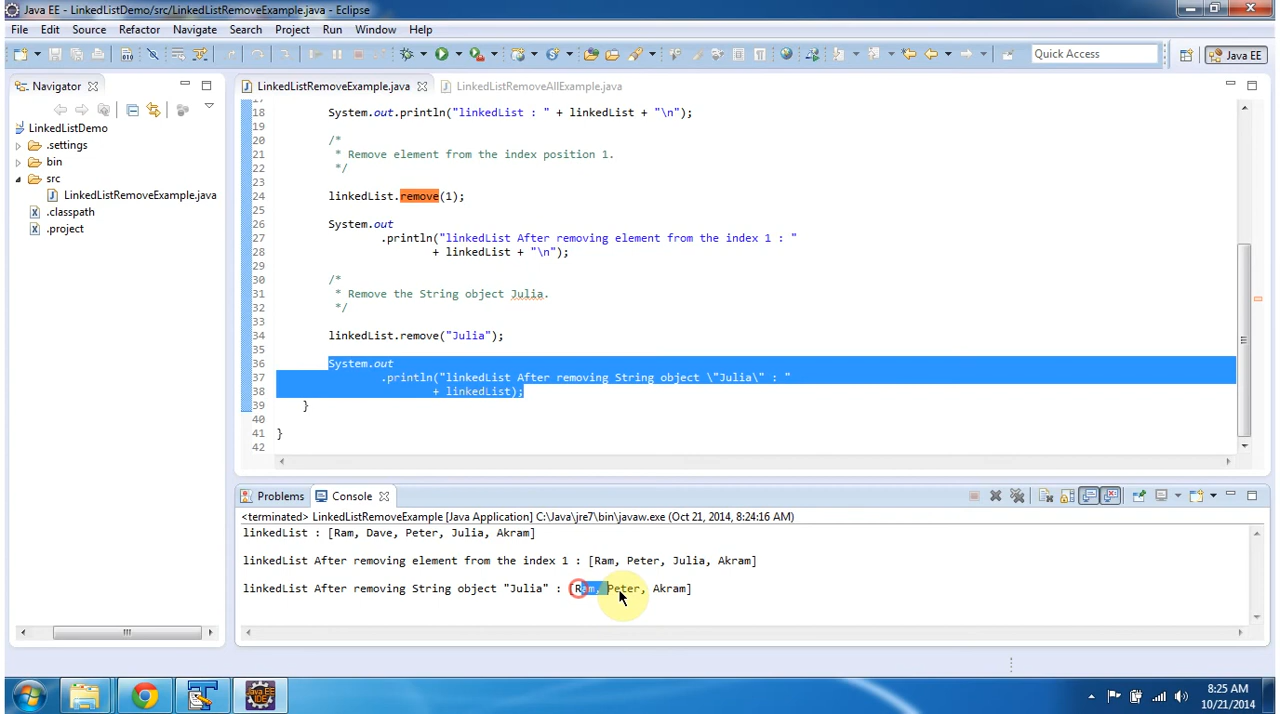 Java EE - LinkedListDemo/src/LinkedListRemoveExample.java - Eclipse
File Edit Source Refactor Navigate Search Project Run Window Help
Quick Access
Java EE
Navigator
LinkedListDemo
.settings
bin
src
LinkedListRemoveExample.java
.classpath
.project
LinkedListRemoveExample.java LinkedListRemoveAllExample.java
18 System.out.println("linkedList : " + linkedList + "\n");
19
20 /*
21 * Remove element from the index position 1.
22 */
23
24 linkedList.remove(1);
25
26 System.out
27 .println("linkedList After removing element from the index 1 : "
28 + linkedList + "\n");
29
30 /*
31 * Remove the String object Julia.
32 */
33
34 linkedList.remove("Julia");
35
36 System.out
37 .println("linkedList After removing String object \"Julia\" : "
38 + linkedList);
39 }
40
41 }
42
Problems Console
<terminated> LinkedListRemoveExample [Java Application] C:\Java\jre7\bin\javaw.exe (Oct 21, 2014, 8:24:16 AM)
linkedList : [Ram, Dave, Peter, Julia, Akram]
linkedList After removing element from the index 1 : [Ram, Peter, Julia, Akram]
linkedList After removing String object "Julia" : [Ram, Peter, Akram]
Java EE
IDE
8:25 AM
10/21/2014